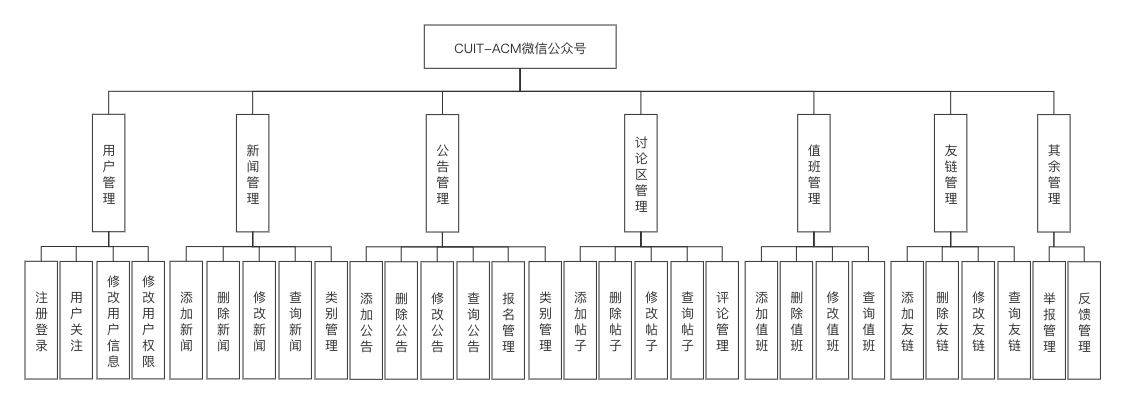 CUIT-ACM微信公众号
用户管理
新闻管理
公告管理
讨论区管理
值班管理
友链管理
其余管理
注册登录
用户关注
修改用户信息
修改用户权限
添加新闻
删除新闻
修改新闻
查询新闻
类别管理
添加公告
删除公告
修改公告
查询公告
报名管理
类别管理
添加帖子
删除帖子
修改帖子
查询帖子
评论管理
添加值班
删除值班
修改值班
查询值班
添加友链
删除友链
修改友链
查询友链
举报管理
反馈管理